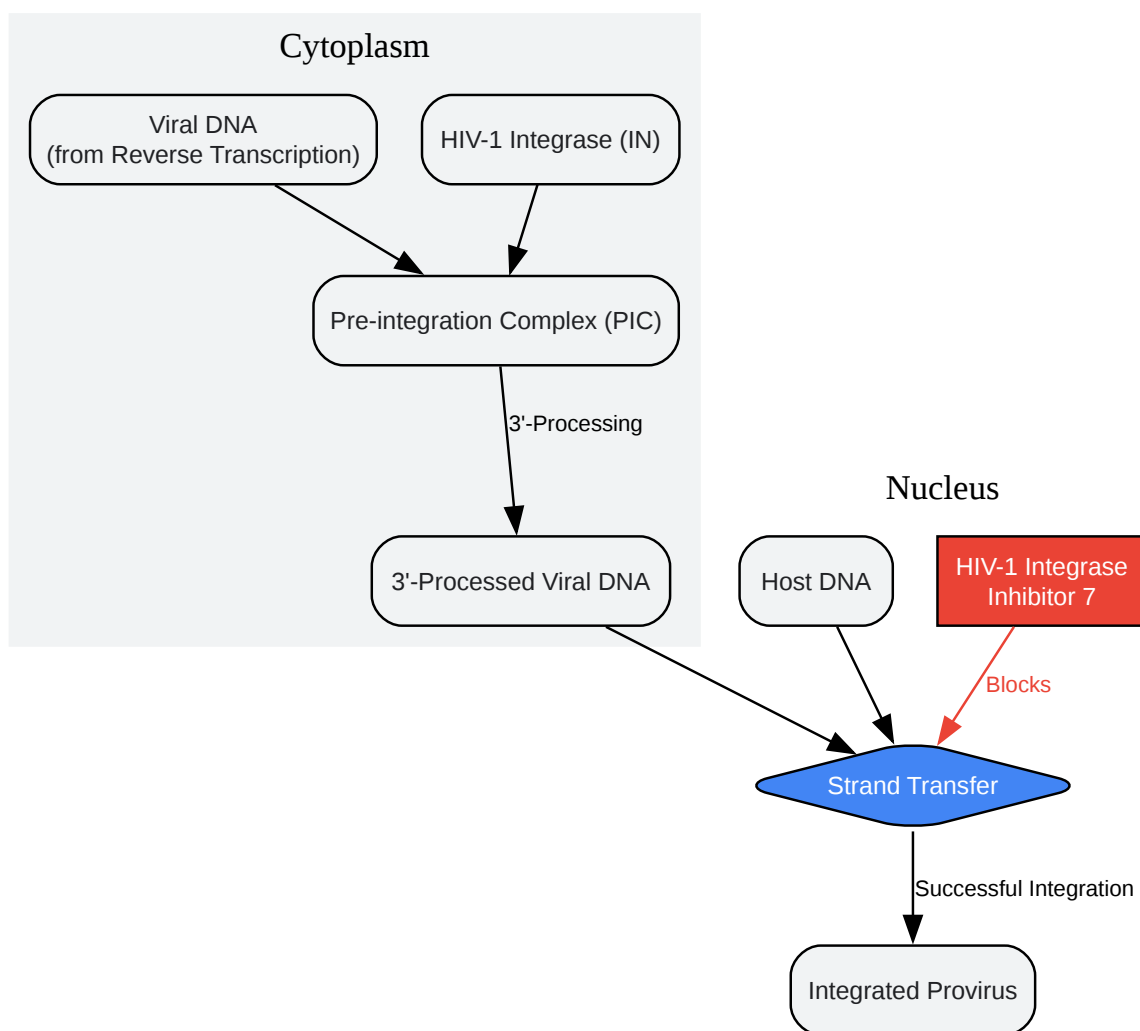 Cytoplasm
Viral DNA
(from Reverse Transcription)
HIV-1 Integrase (IN)
Pre-integration Complex (PIC)
3'-Processing
Nucleus
3'-Processed Viral DNA
Host DNA
HIV-1 Integrase
Inhibitor 7
Blocks
Strand Transfer
Successful Integration
Integrated Provirus